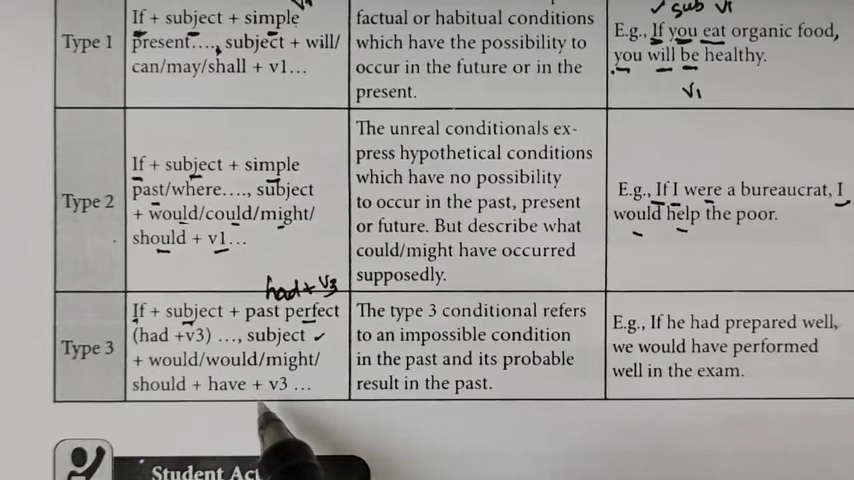 If + subject + simple
Type 1
present...., subject + will/
can/may/shall + v1...
factual or habitual conditions
which have the possibility to
occur in the future or in the
present.
✓ sub v1
E.g., If you eat organic food,
you will be healthy.
v1
Type 2
If + subject + simple
past/where...., subject
+ would/could/might/
should + v1...
The unreal conditionals ex-
press hypothetical conditions
which have no possibility
to occur in the past, present
or future. But describe what
could/might have occurred
supposedly.
E.g., If I were a bureaucrat, I
would help the poor.
had + v3
Type 3
If + subject + past perfect
(had +v3) ..., subject ✓
+ would/would/might/
should + have + v3 ...
The type 3 conditional refers
to an impossible condition
in the past and its probable
result in the past.
E.g., If he had prepared well,
we would have performed
well in the exam.
Student Act